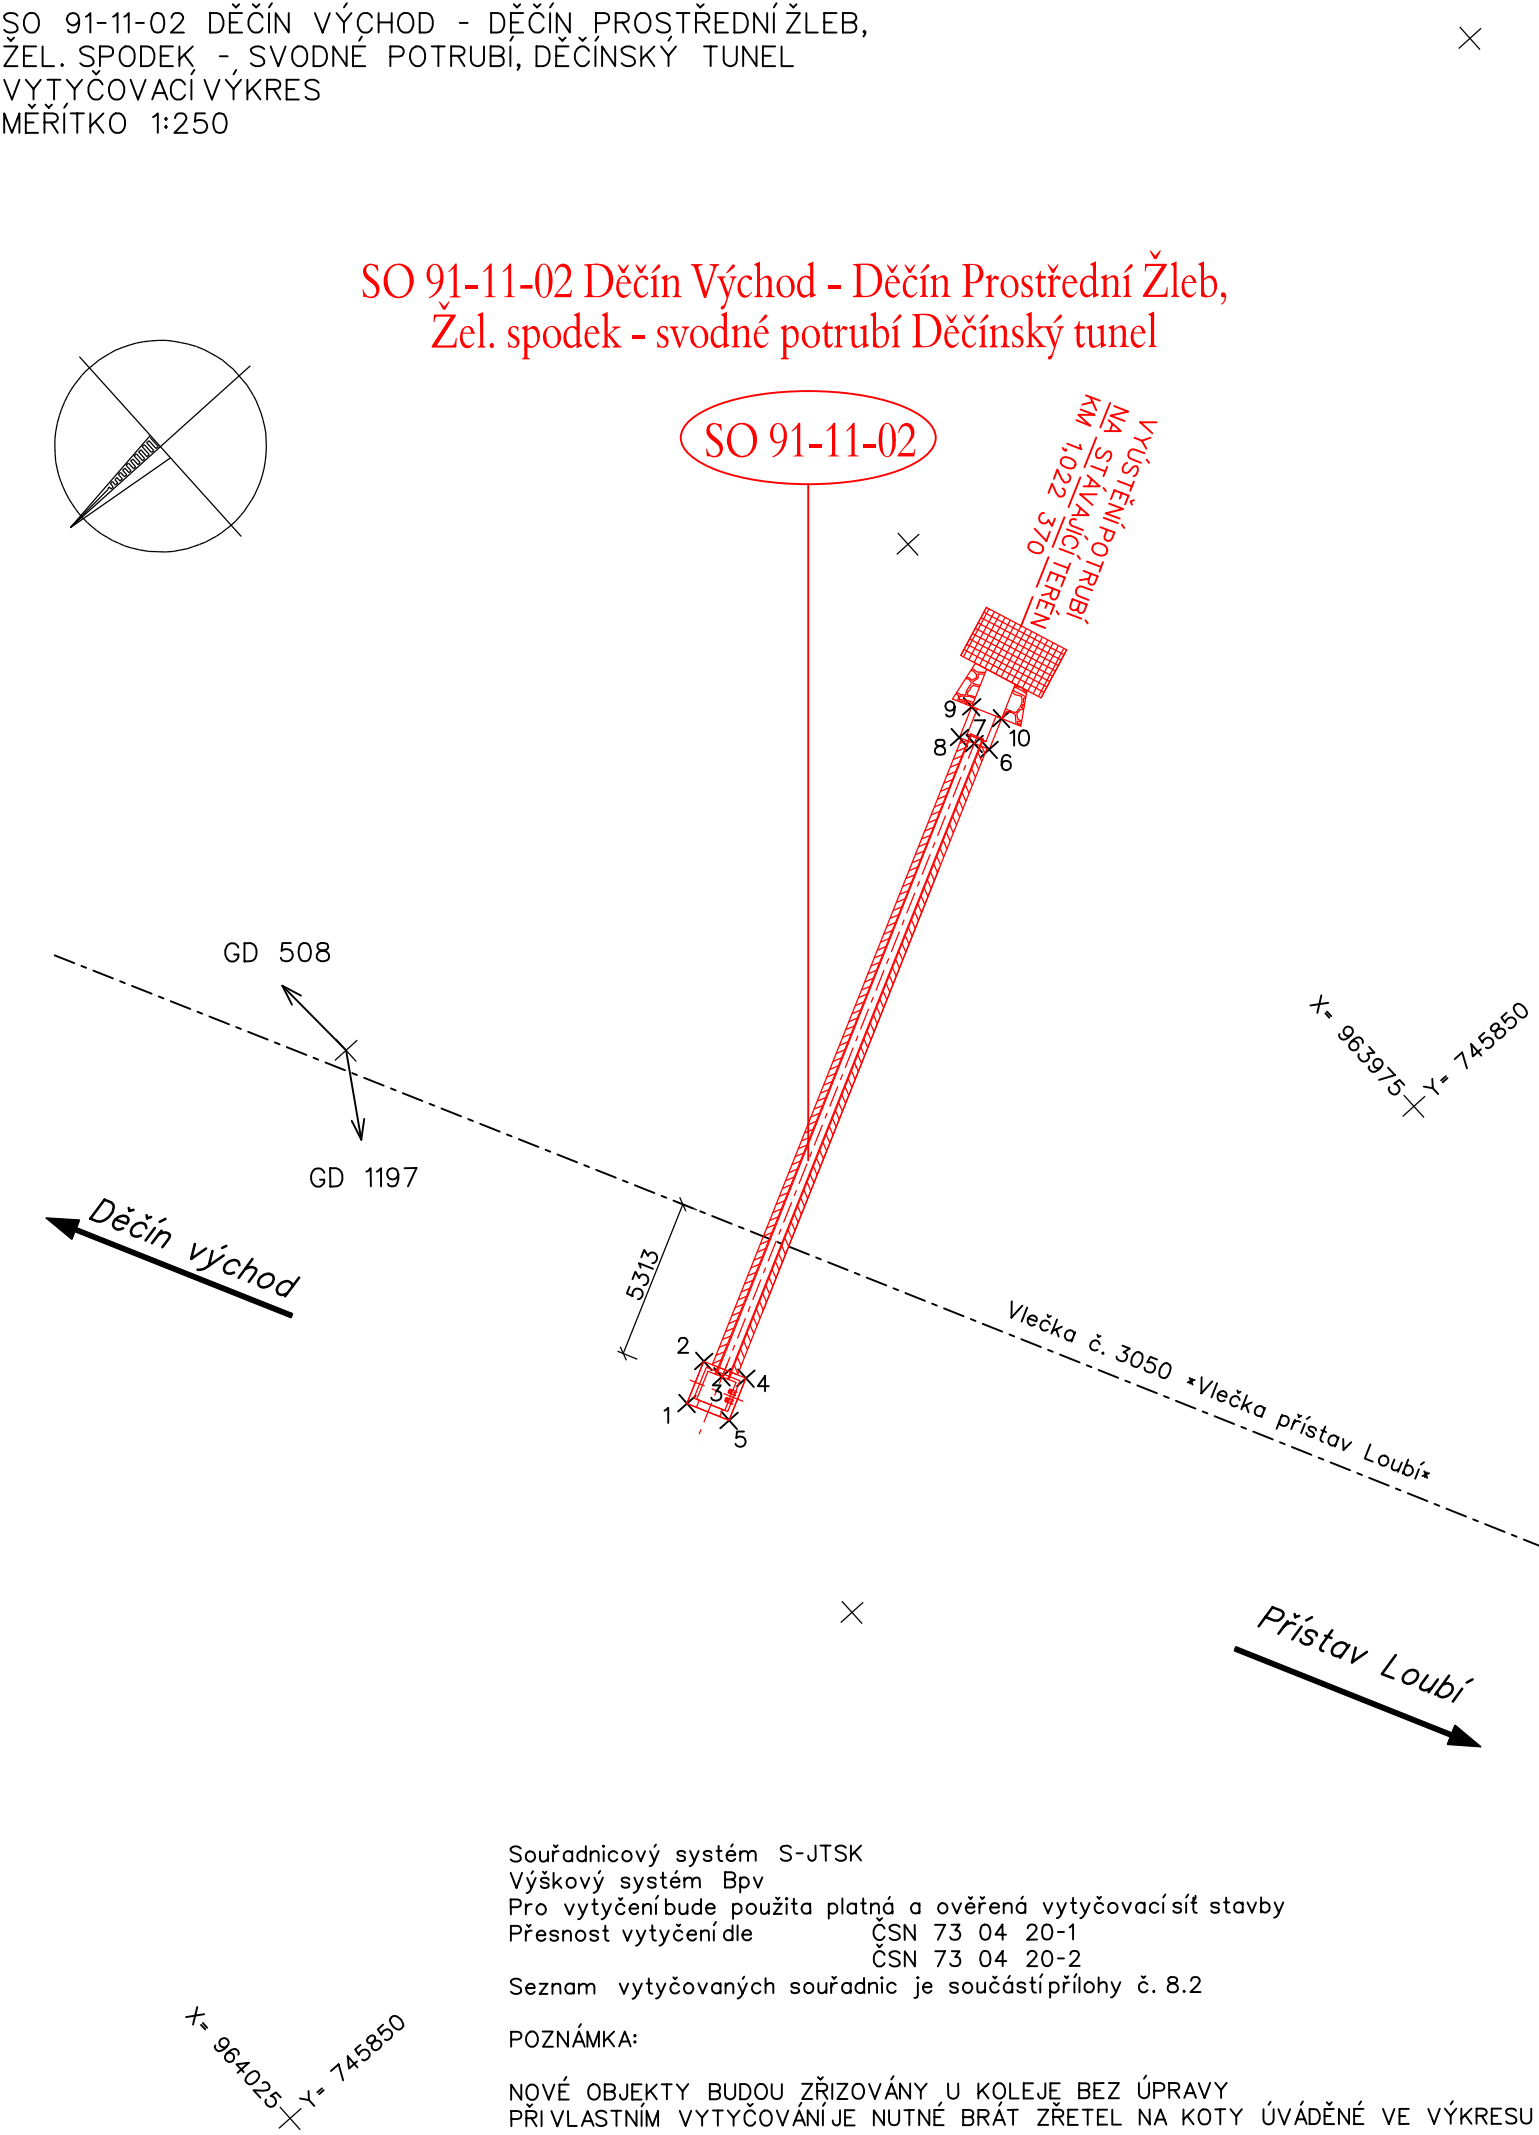 SO 91-11-02 DĚČÍN VÝCHOD - DĚČÍN PROSTŘEDNÍ ŽLEB,
ŽEL. SPODEK - SVODNÉ POTRUBÍ, DĚČÍNSKÝ TUNEL
VYTYČOVACÍ VÝKRES
MĚŘÍTKO 1:250
SO 91-11-02 Děčín Východ - Děčín Prostřední Žleb,
Žel. spodek - svodné potrubí Děčínský tunel
SO 91-11-02
VYÚSTĚNÍ POTRUBÍ
NA STÁVAJÍCÍ TERÉN
KM 1,022 370
9
7
10
8
6
GD 508
X= 963975
Y= 745850
GD 1197
Děčín východ
5313
Vlečka č. 3050 *Vlečka přístav Loubí*
2
4
3
1
5
Přístav Loubí
Souřadnicový systém S-JTSK
Výškový systém Bpv
Pro vytyčení bude použita platná a ověřená vytyčovací síť stavby
Přesnost vytyčení dle ČSN 73 04 20-1
ČSN 73 04 20-2
Seznam vytyčovaných souřadnic je součástí přílohy č. 8.2
X= 964025
Y= 745850
POZNÁMKA:
NOVÉ OBJEKTY BUDOU ZŘIZOVÁNY U KOLEJE BEZ ÚPRAVY
PŘI VLASTNÍM VYTYČOVÁNÍ JE NUTNÉ BRÁT ZŘETEL NA KOTY ÚVÁDĚNÉ VE VÝKRESU